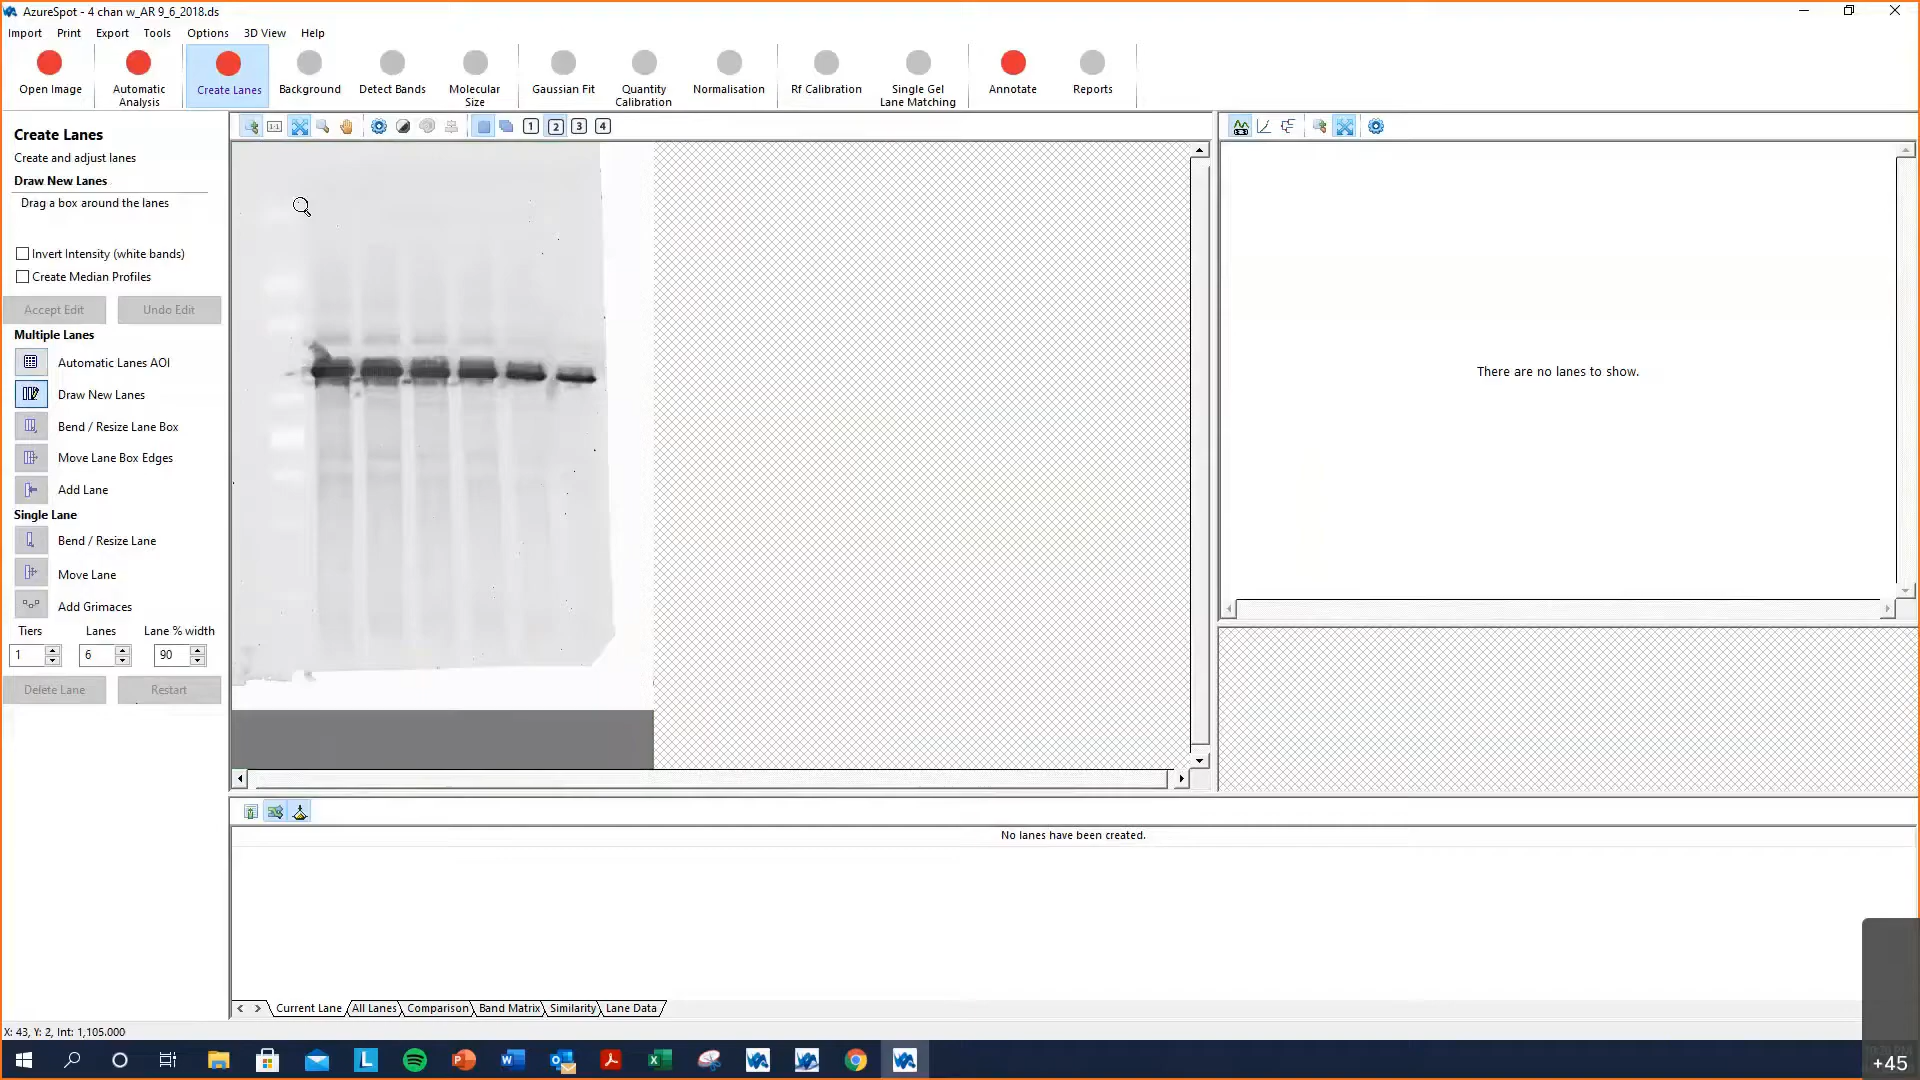 AzureSpot - 4 chan w_AR 9_6_2018.ds
Import Print Export Tools Options 3D View Help
Open Image
Automatic
Analysis
Create Lanes
Background
Detect Bands
Molecular
Size
Gaussian Fit
Quantity
Calibration
Normalisation
Rf Calibration
Single Gel
Lane Matching
Annotate
Reports
1:1
1 2 3 4
Create Lanes
Create and adjust lanes
Draw New Lanes
Drag a box around the lanes
Invert Intensity (white bands)
Create Median Profiles
Accept Edit Undo Edit
Multiple Lanes
Automatic Lanes AOI
Draw New Lanes
Bend / Resize Lane Box
Move Lane Box Edges
Add Lane
Single Lane
Bend / Resize Lane
Move Lane
Add Grimaces
Tiers Lanes Lane % width
1 6 90
Delete Lane Restart
There are no lanes to show.
No lanes have been created.
Current Lane All Lanes Comparison Band Matrix Similarity Lane Data
X: 43, Y: 2, Int: 1,105.000
+45